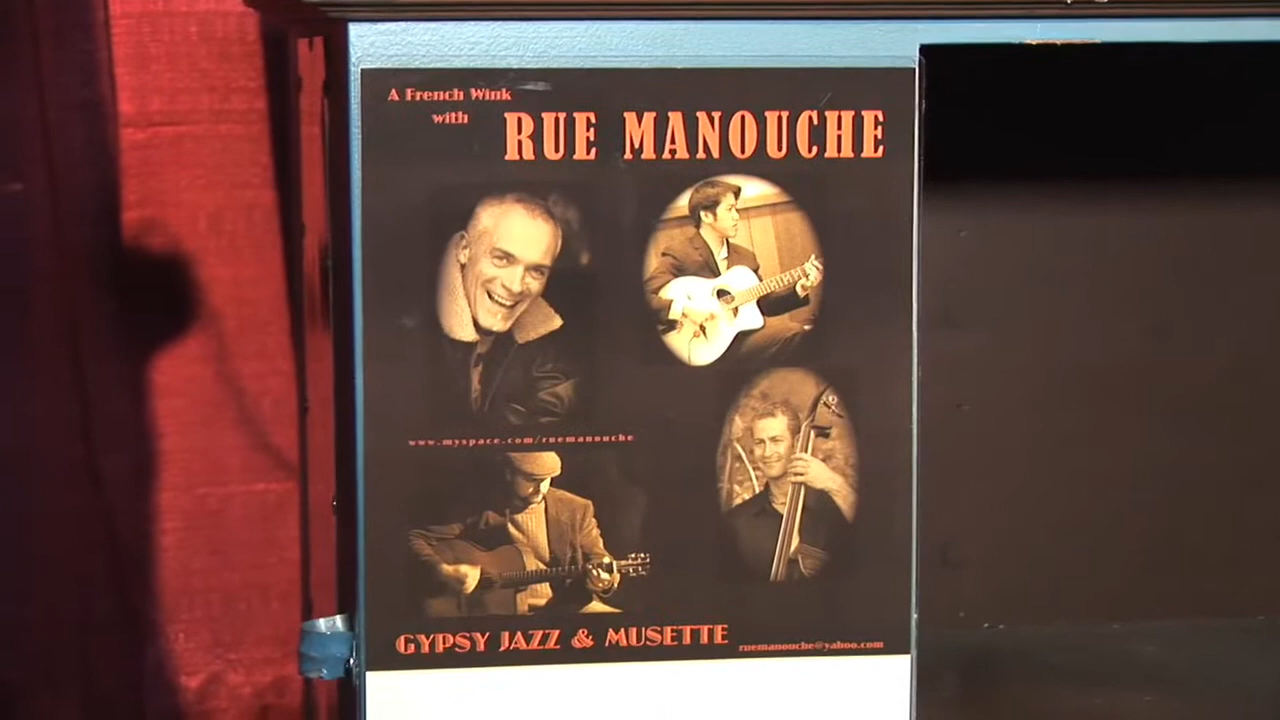 A French Wink
with
RUE MANOUCHE
www.myspace.com/ruemanouche
GYPSY JAZZ & MUSETTE
ruemanouche@yahoo.com